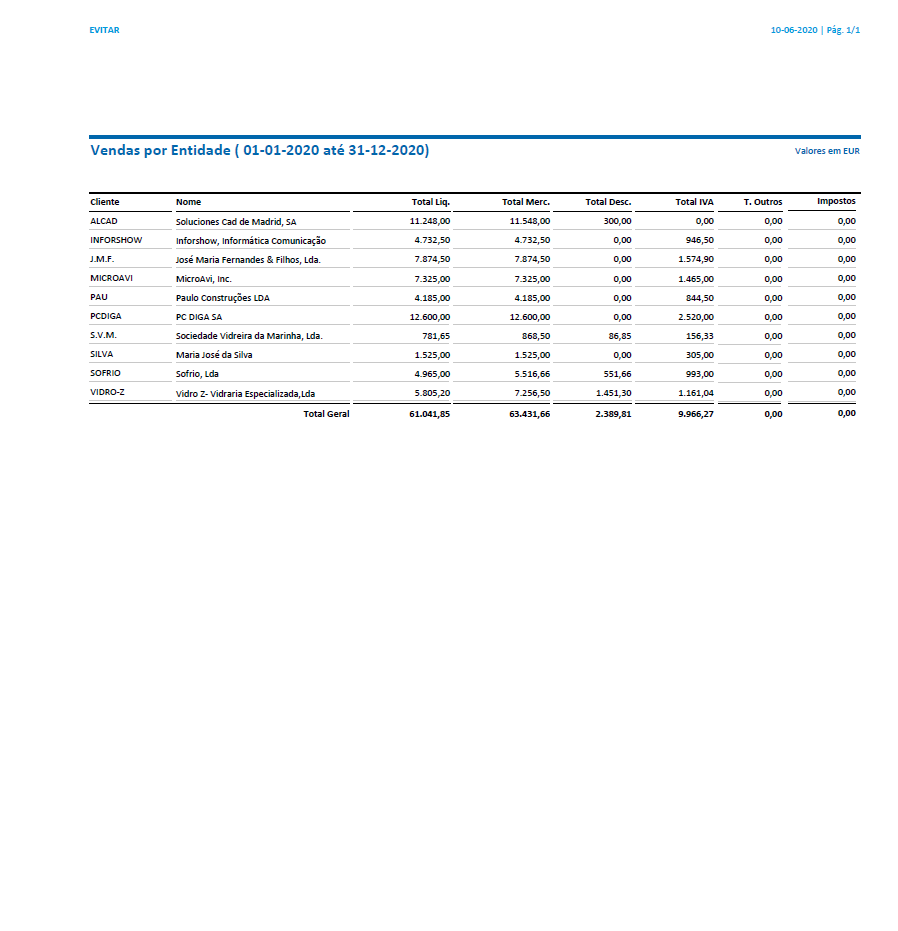 EVITAR 10-06-2020 | Pág. 1/1
Vendas por Entidade ( 01-01-2020 até 31-12-2020) Valores em EUR
Cliente Nome Total Liq. Total Merc. Total Desc. Total IVA T. Outros Impostos
ALCAD Soluciones Cad de Madrid, SA 11.248,00 11.548,00 300,00 0,00 0,00 0,00
INFORSHOW Inforshow, Informática Comunicação 4.732,50 4.732,50 0,00 946,50 0,00 0,00
J.M.F. José Maria Fernandes & Filhos, Lda. 7.874,50 7.874,50 0,00 1.574,90 0,00 0,00
MICROAVI MicroAvi, Inc. 7.325,00 7.325,00 0,00 1.465,00 0,00 0,00
PAU Paulo Construções LDA 4.185,00 4.185,00 0,00 844,50 0,00 0,00
PCDIGA PC DIGA SA 12.600,00 12.600,00 0,00 2.520,00 0,00 0,00
S.V.M. Sociedade Vidreira da Marinha, Lda. 781,65 868,50 86,85 156,33 0,00 0,00
SILVA Maria José da Silva 1.525,00 1.525,00 0,00 305,00 0,00 0,00
SOFRIO Sofrio, Lda 4.965,00 5.516,66 551,66 993,00 0,00 0,00
VIDRO-Z Vidro Z- Vidraria Especializada,Lda 5.805,20 7.256,50 1.451,30 1.161,04 0,00 0,00
Total Geral 61.041,85 63.431,66 2.389,81 9.966,27 0,00 0,00